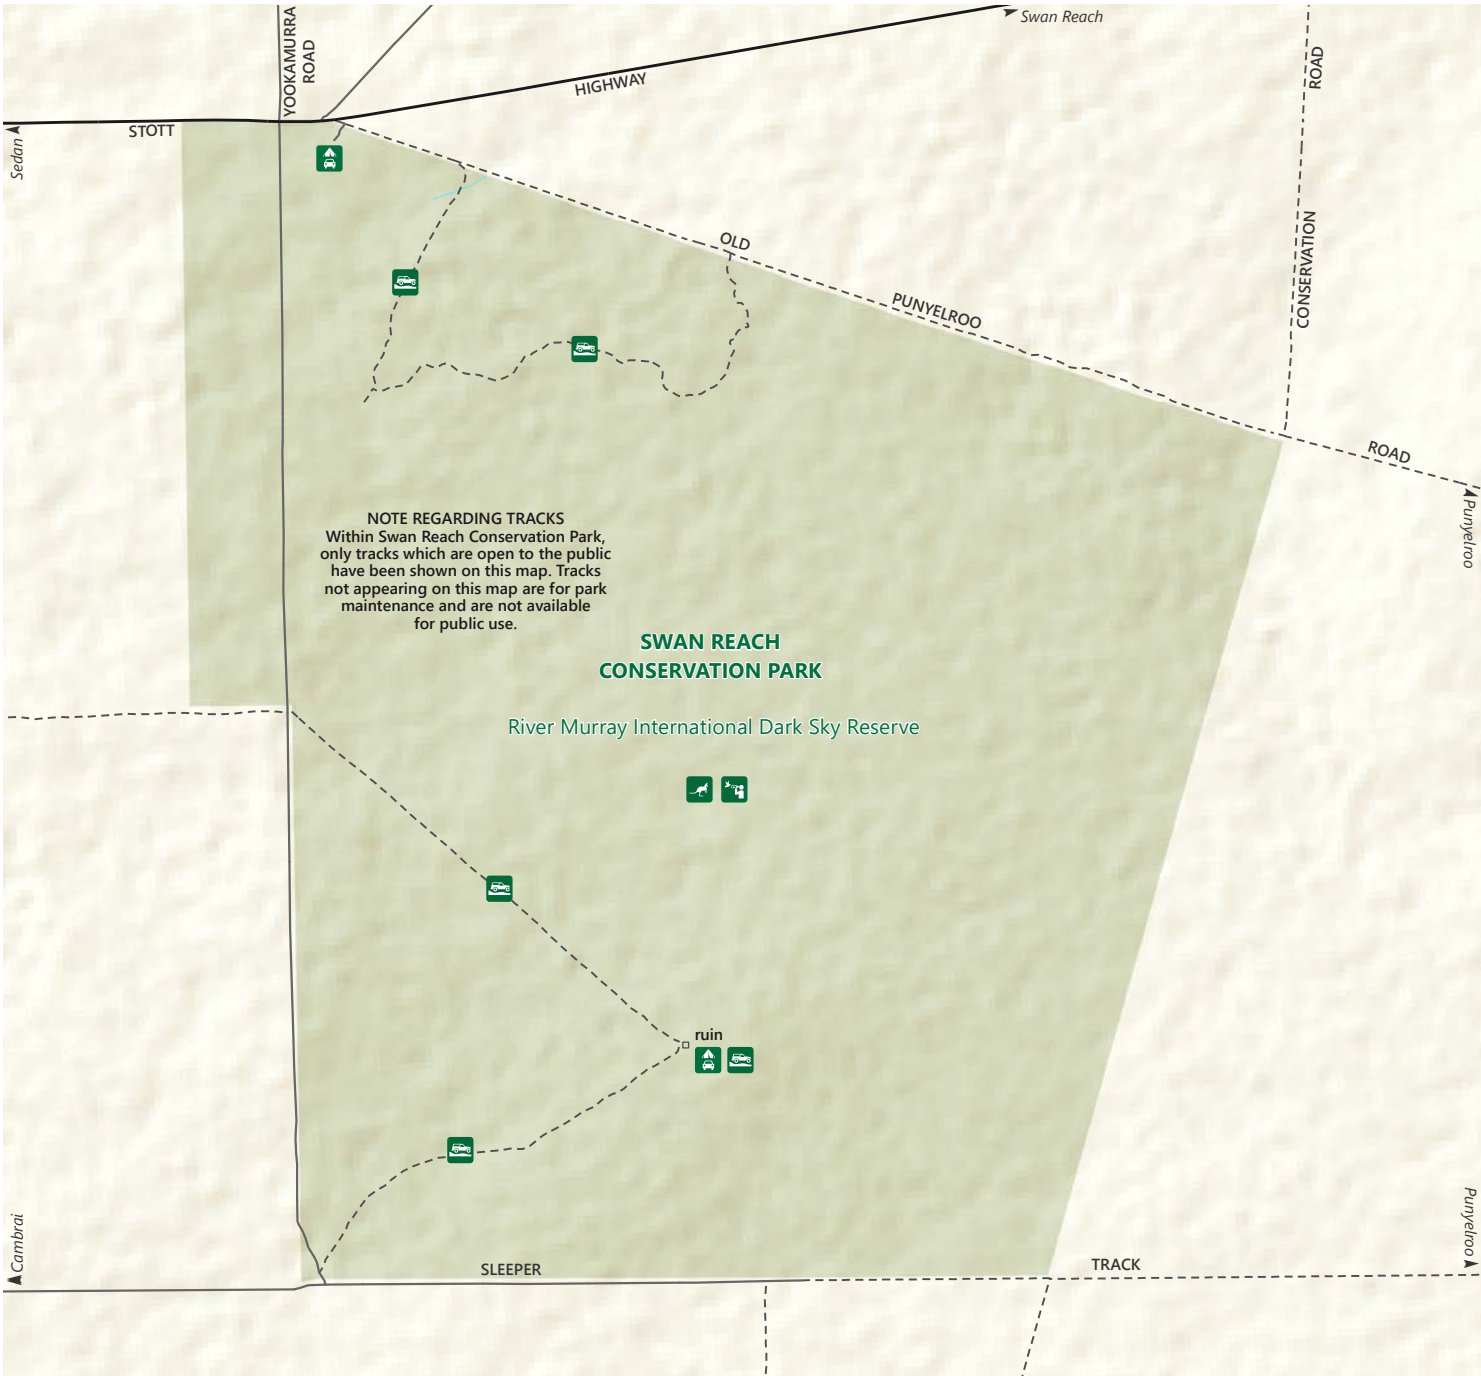 Swan Reach
YOOKAMURRA
ROAD
HIGHWAY
ROAD
STOTT
Sedan
OLD
CONSERVATION
PUNYELROO
ROAD
Punyelroo
NOTE REGARDING TRACKS
Within Swan Reach Conservation Park,
only tracks which are open to the public
have been shown on this map. Tracks
not appearing on this map are for park
maintenance and are not available
for public use.
SWAN REACH
CONSERVATION PARK
River Murray International Dark Sky Reserve
ruin
Cambrai
Punyelroo
SLEEPER
TRACK